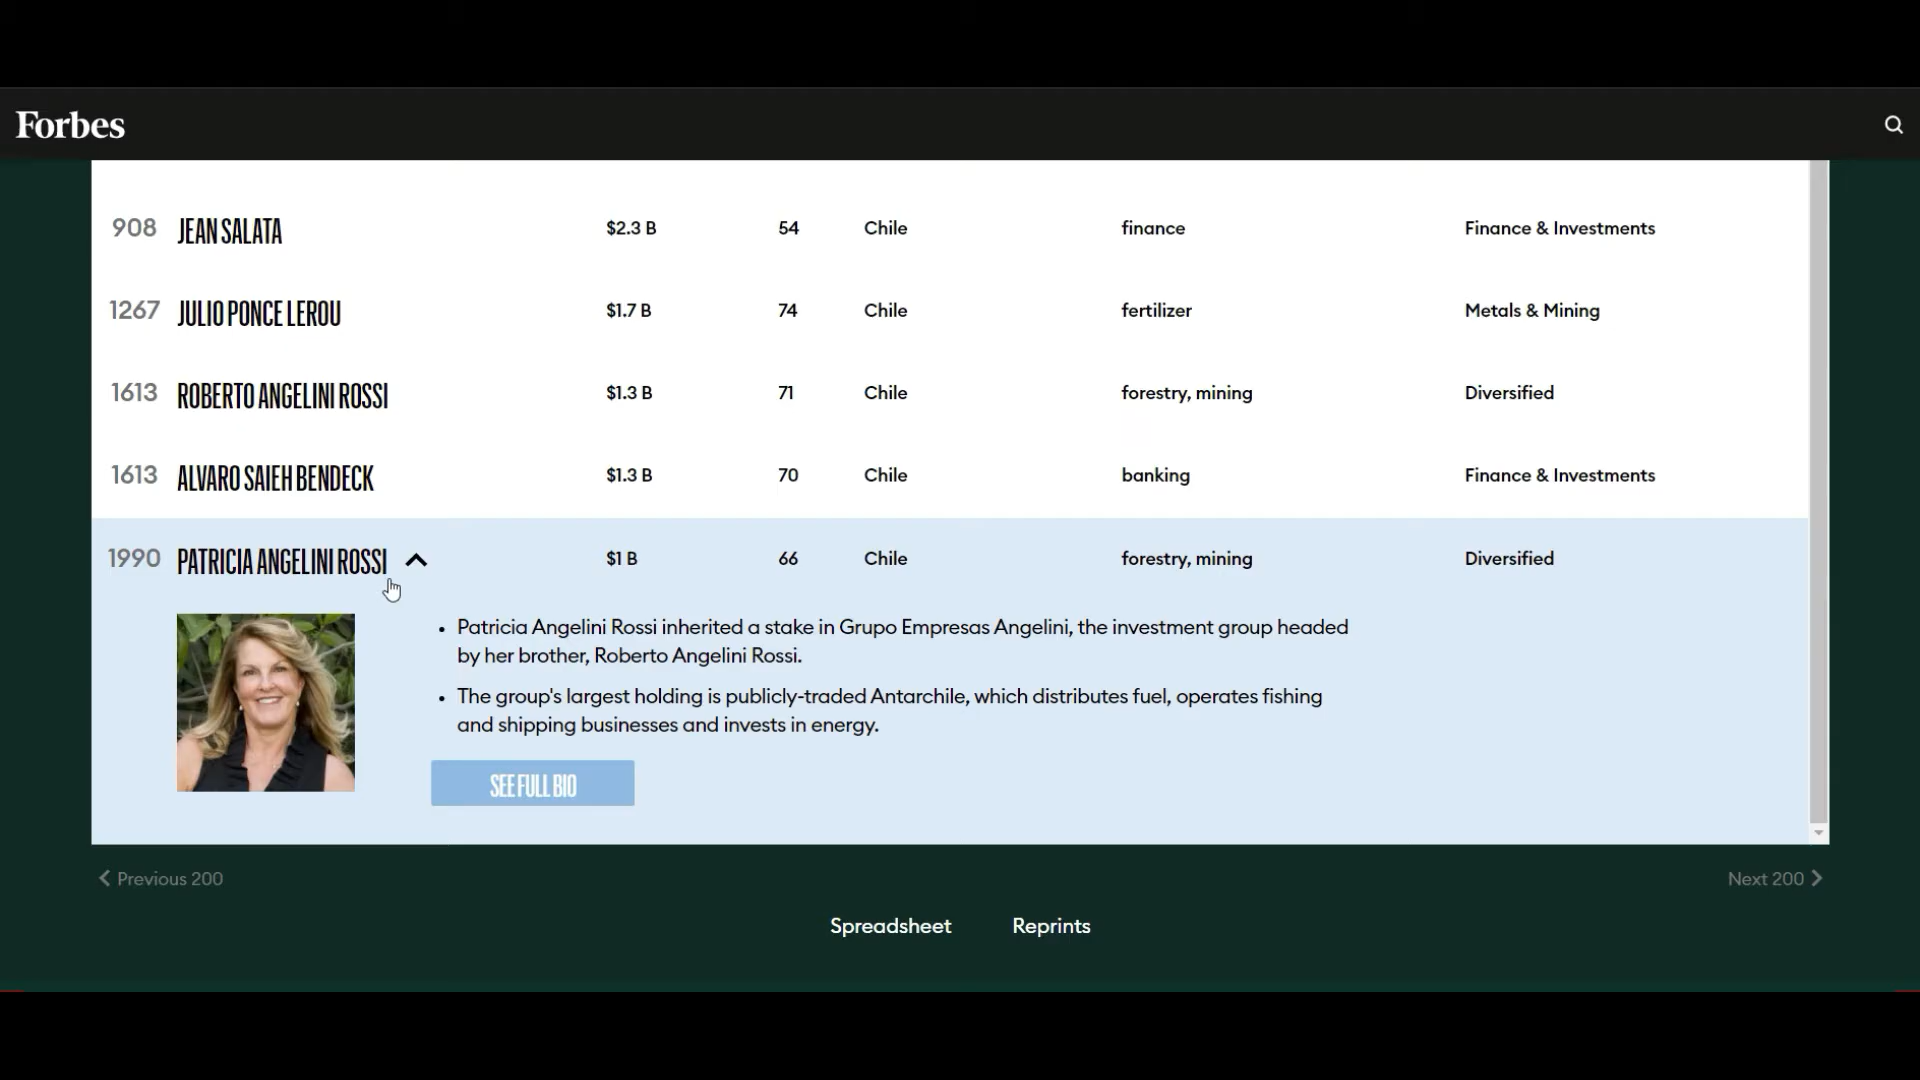 Forbes
908 JEAN SALATA $2.3 B 54 Chile finance Finance & Investments
1267 JULIO PONCE LEROU $1.7 B 74 Chile fertilizer Metals & Mining
1613 ROBERTO ANGELINI ROSSI $1.3 B 71 Chile forestry, mining Diversified
1613 ALVARO SAIEH BENDECK $1.3 B 70 Chile banking Finance & Investments
1990 PATRICIA ANGELINI ROSSI $1 B 66 Chile forestry, mining Diversified
• Patricia Angelini Rossi inherited a stake in Grupo Empresas Angelini, the investment group headed
by her brother, Roberto Angelini Rossi.
• The group's largest holding is publicly-traded Antarchile, which distributes fuel, operates fishing
and shipping businesses and invests in energy.
SEE FULL BIO
Previous 200 Next 200
Spreadsheet Reprints